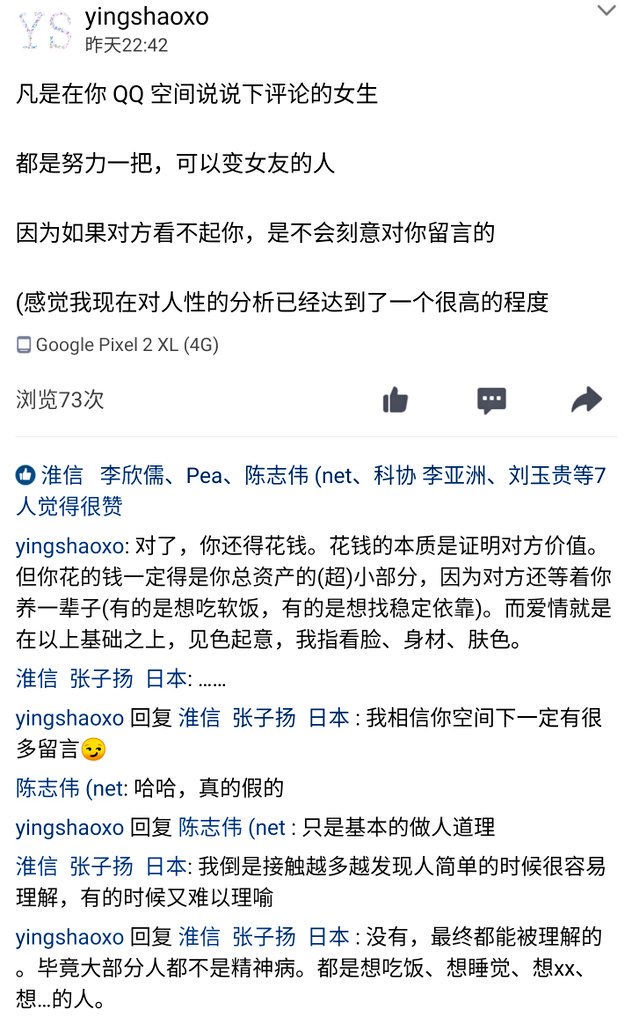 YS
yingshaoxo
昨天22:42
凡是在你 QQ 空间说说下评论的女生
都是努力一把，可以变女友的人
因为如果对方看不起你，是不会刻意对你留言的
(感觉我现在对人性的分析已经达到了一个很高的程度
Google Pixel 2 XL (4G)
浏览73次
淮信 李欣儒、Pea、陈志伟 (net、科协 李亚洲、刘玉贵等7
人觉得很赞
yingshaoxo: 对了，你还得花钱。花钱的本质是证明对方价值。
但你花的钱一定得是你总资产的(超)小部分，因为对方还等着你
养一辈子(有的是想吃软饭，有的是想找稳定依靠)。而爱情就是
在以上基础之上，见色起意，我指看脸、身材、肤色。
淮信 张子扬 日本: ......
yingshaoxo 回复 淮信 张子扬 日本 : 我相信你空间下一定有很
多留言😏
陈志伟 (net: 哈哈，真的假的
yingshaoxo 回复 陈志伟 (net : 只是基本的做人道理
淮信 张子扬 日本: 我倒是接触越多越发现人简单的时候很容易
理解，有的时候又难以理喻
yingshaoxo 回复 淮信 张子扬 日本 : 没有，最终都能被理解的
。毕竟大部分人都不是精神病。都是想吃饭、想睡觉、想xx、
想...的人。